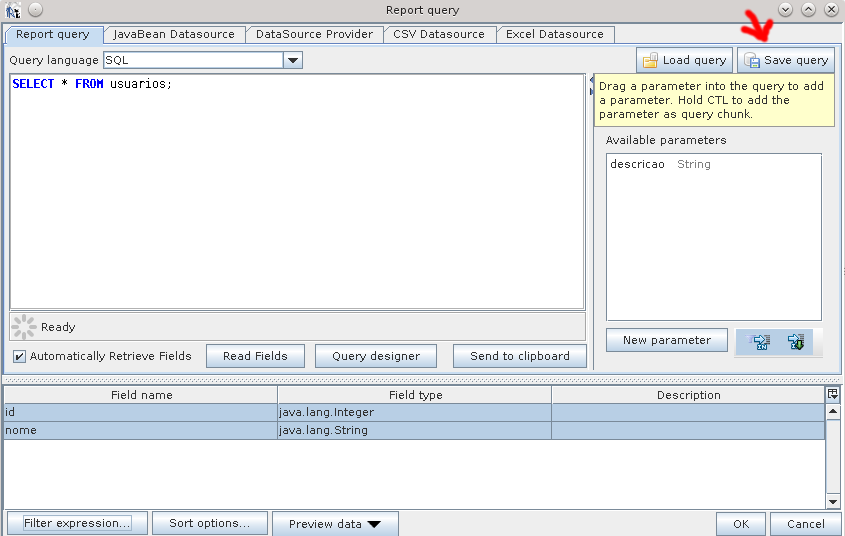 Report query
Report query JavaBean Datasource DataSource Provider CSV Datasource Excel Datasource
Query language SQL Load query Save query
SELECT * FROM usuarios;
Drag a parameter into the query to add
a parameter. Hold CTL to add the
parameter as query chunk.
Available parameters
descricao String
Ready
New parameter
Automatically Retrieve Fields Read Fields Query designer Send to clipboard
Field name Field type Description
id java.lang.Integer
nome java.lang.String
Filter expression... Sort options... Preview data OK Cancel